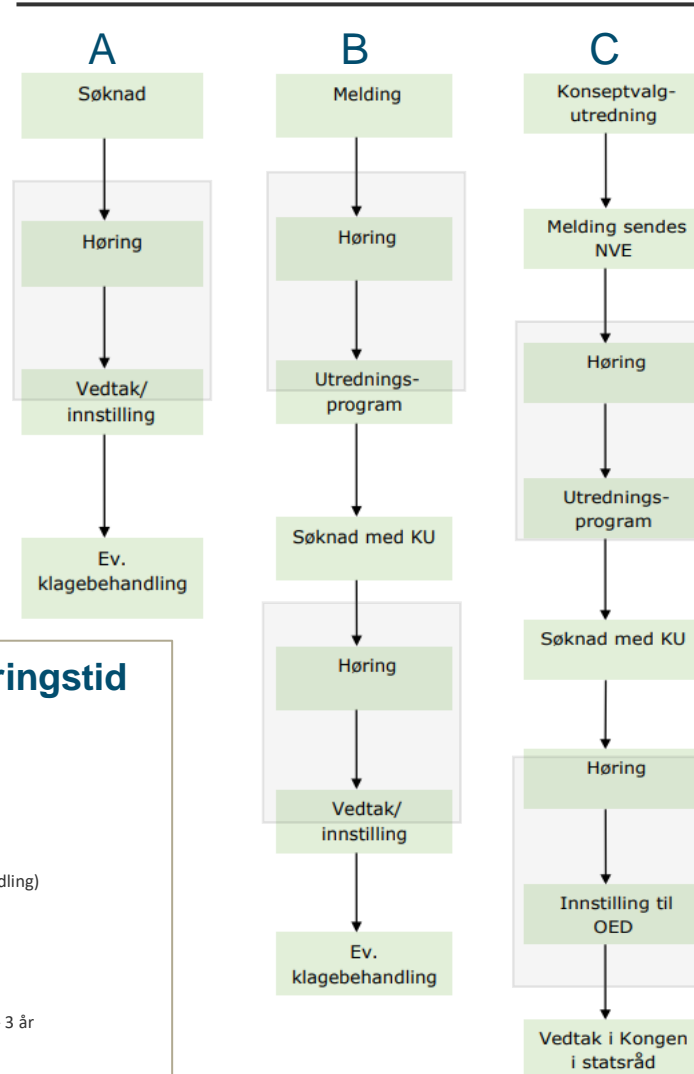 A
Søknad
Høring
Vedtak/
innstilling
Ev.
klagebehandling
B
Melding
Høring
Utrednings-
program
Søknad med KU
Høring
Vedtak/
innstilling
Ev.
klagebehandling
C
Konseptvalg-
utredning
Melding sendes
NVE
Høring
Utrednings-
program
Søknad med KU
Høring
Innstilling til
OED
Vedtak i Kongen
i statsråd
ringstid
dling)
3 år